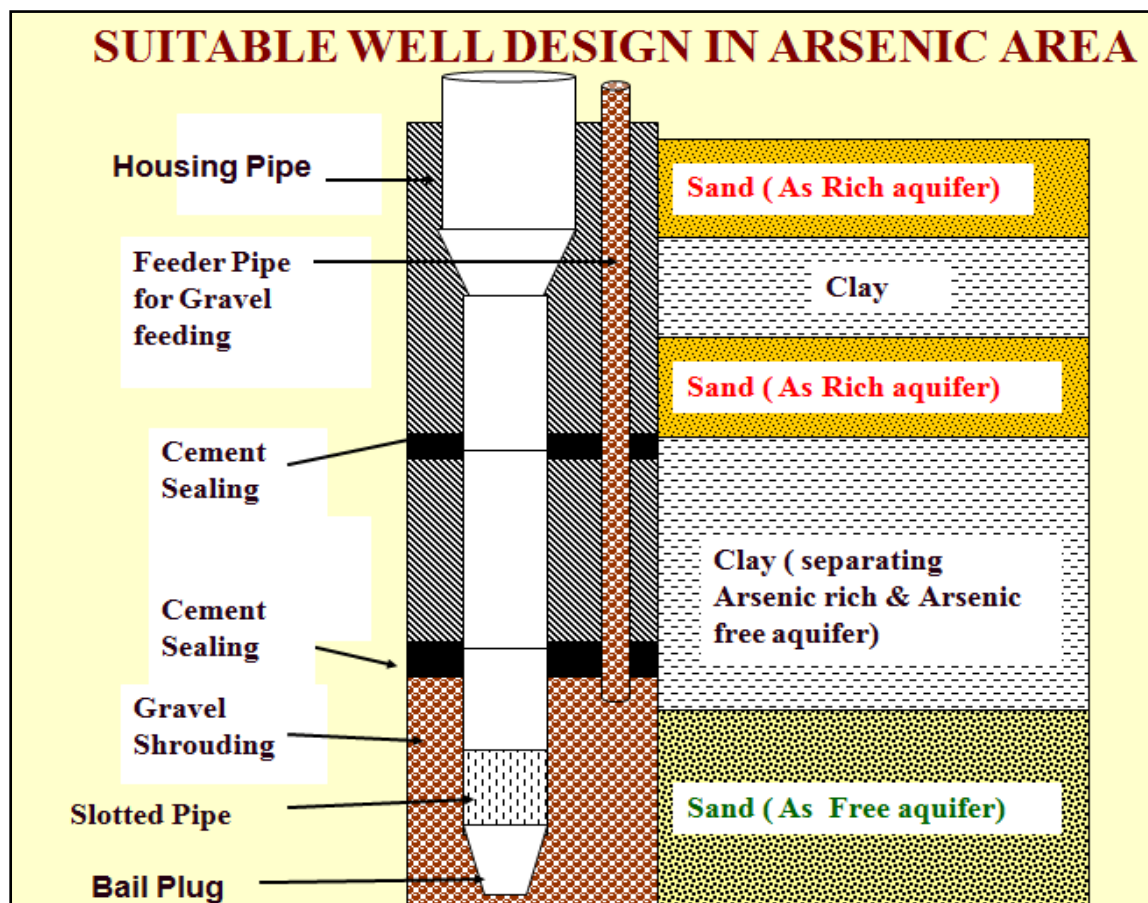 SUITABLE WELL DESIGN IN ARSENIC AREA
Housing Pipe
Sand ( As Rich aquifer)
Feeder Pipe
for Gravel
feeding
Clay
Sand ( As Rich aquifer)
Cement
Sealing
Clay ( separating
Arsenic rich & Arsenic
free aquifer)
Cement
Sealing
Gravel
Shrouding
Slotted Pipe
Sand (As  Free aquifer)
Bail Plug